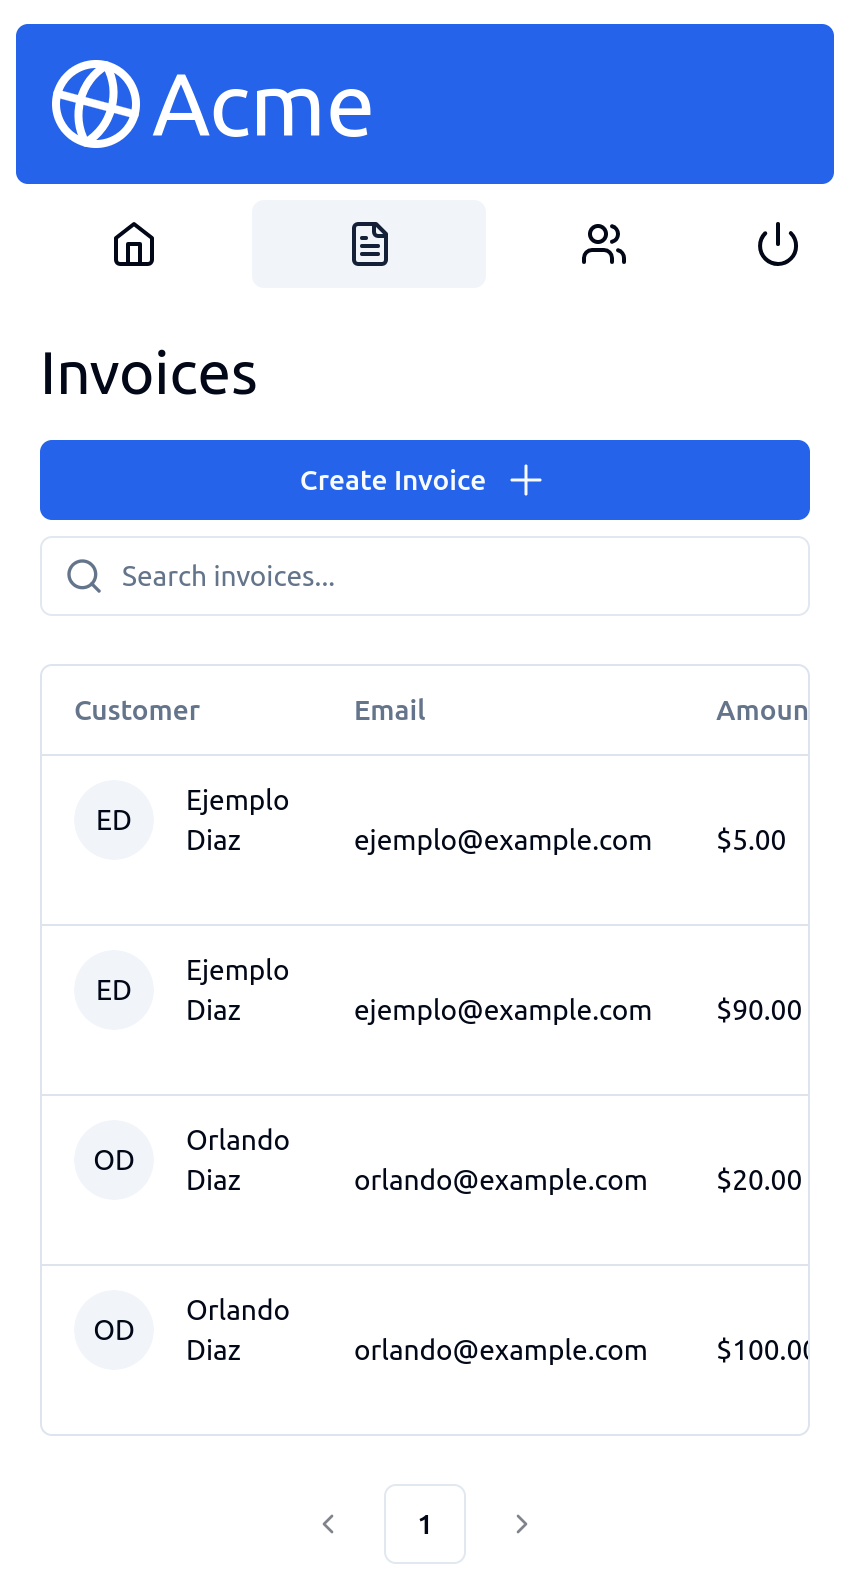 Acme
Invoices
Create Invoice
Search invoices...
Customer Email Amoun
ED Ejemplo Diaz ejemplo@example.com $5.00
ED Ejemplo Diaz ejemplo@example.com $90.00
OD Orlando Diaz orlando@example.com $20.00
OD Orlando Diaz orlando@example.com $100.00
1